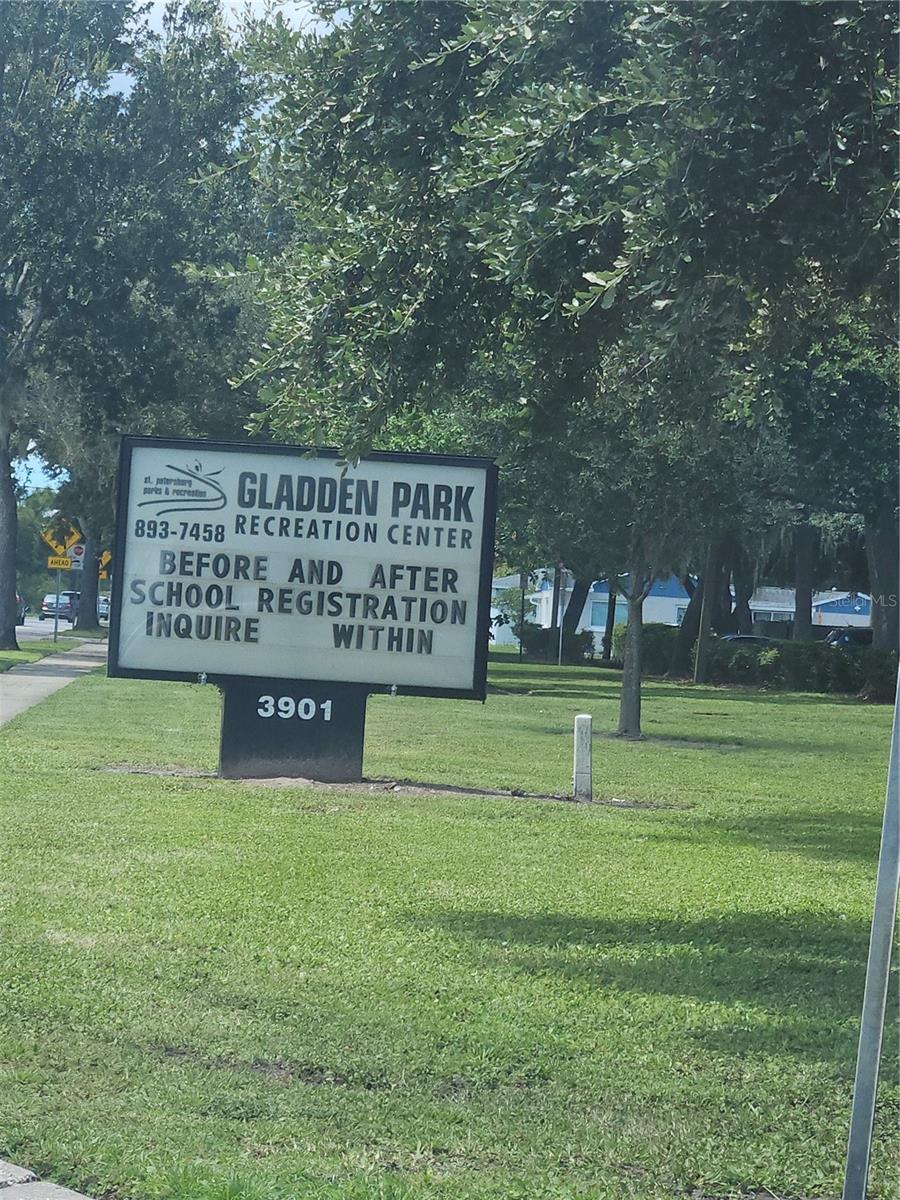 st. petersburg
parks & recreation
893-7458
GLADDEN PARK
RECREATION CENTER
BEFORE AND AFTER
SCHOOL REGISTRATION
INQUIRE WITHIN
3901
AHEAD
Stellar MLS